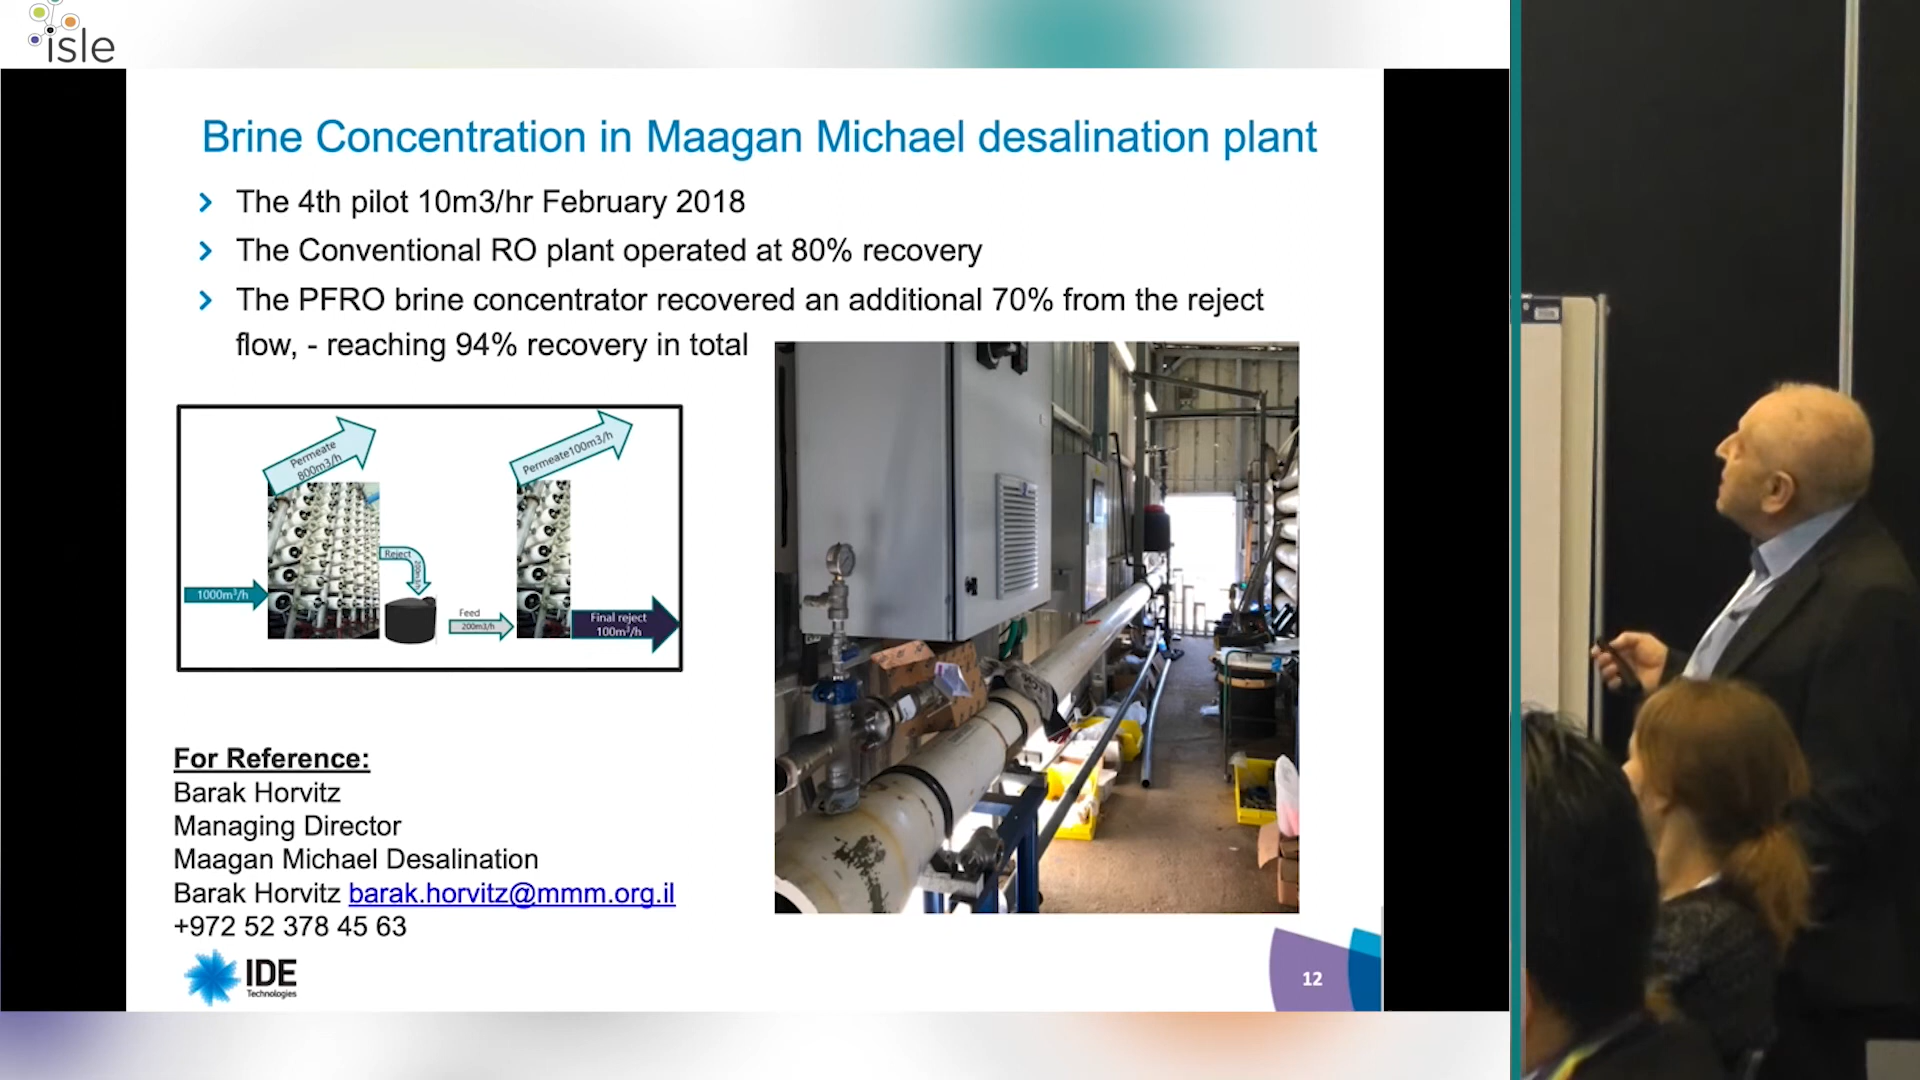 isle
Brine Concentration in Maagan Michael desalination plant
The 4th pilot 10m3/hr February 2018
The Conventional RO plant operated at 80% recovery
The PFRO brine concentrator recovered an additional 70% from the reject
flow, - reaching 94% recovery in total
Permeate
800m3/h
Permeate100m3/h
Reject
200m3/h
1000m³/h
Feed
200m3/h
Final reject
100m³/h
For Reference:
Barak Horvitz
Managing Director
Maagan Michael Desalination
Barak Horvitz barak.horvitz@mmm.org.il
+972 52 378 45 63
IDE
Technologies
12